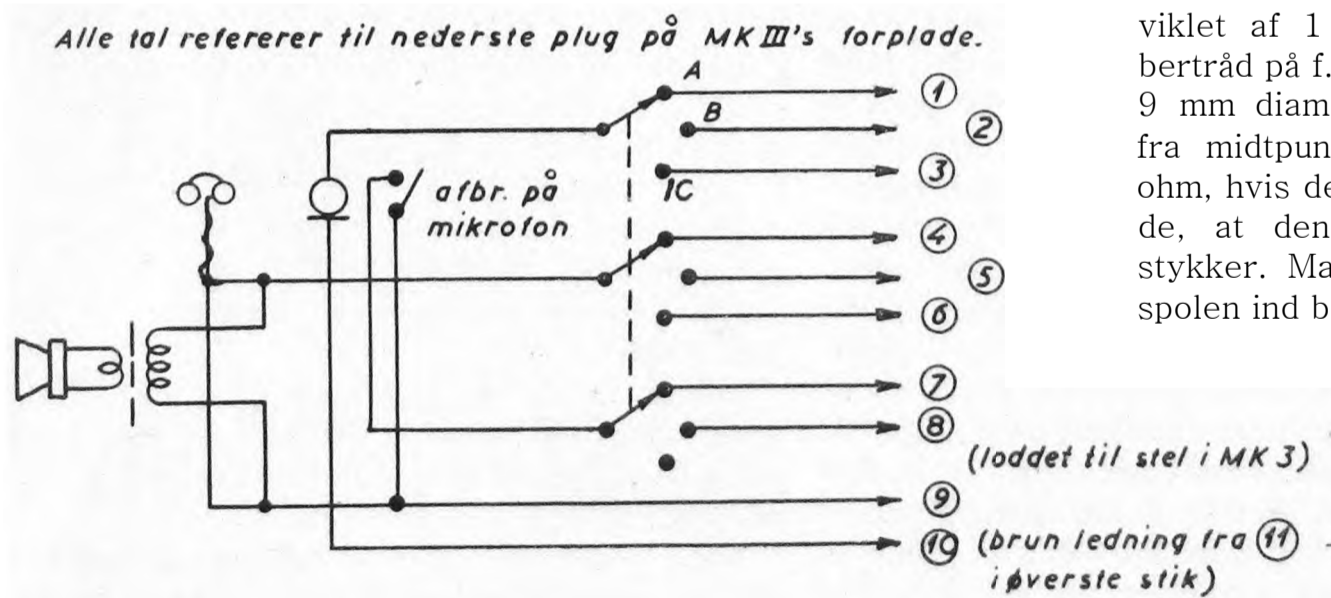 Alle tal refererer til nederste plug på MK III's forplade.
A
1
B
2
3
1C
afbr. på
mikrofon
4
5
6
7
8
(loddet til stel i MK 3)
9
10 (brun ledning fra 11 -
i øverste stik)
viklet af 1
bertråd på f.
9 mm diam
fra midtpun
ohm, hvis de
de, at den
stykker. Ma
spolen ind b